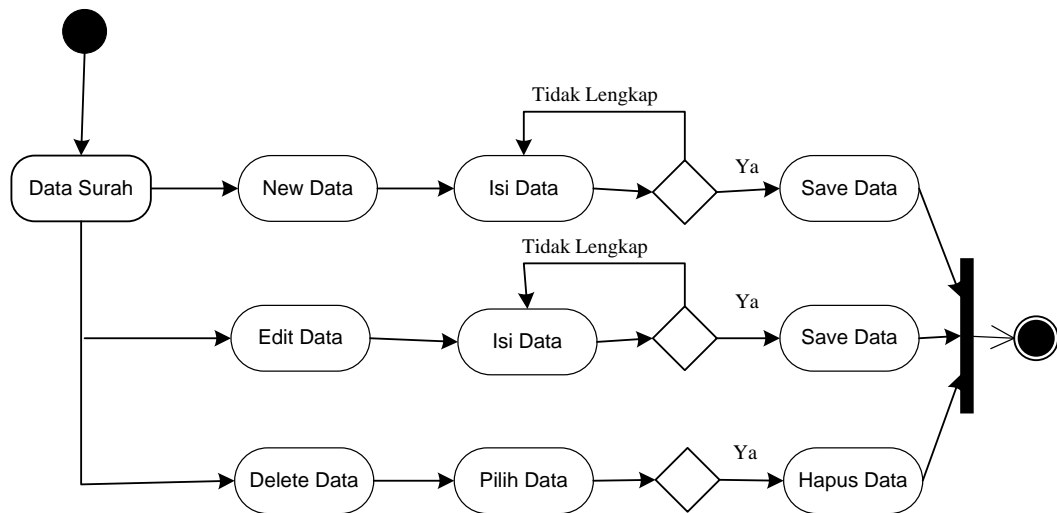 Tidak Lengkap
Data Surah
New Data
Isi Data
Ya
Save Data
Tidak Lengkap
Edit Data
Isi Data
Ya
Save Data
Delete Data
Pilih Data
Ya
Hapus Data